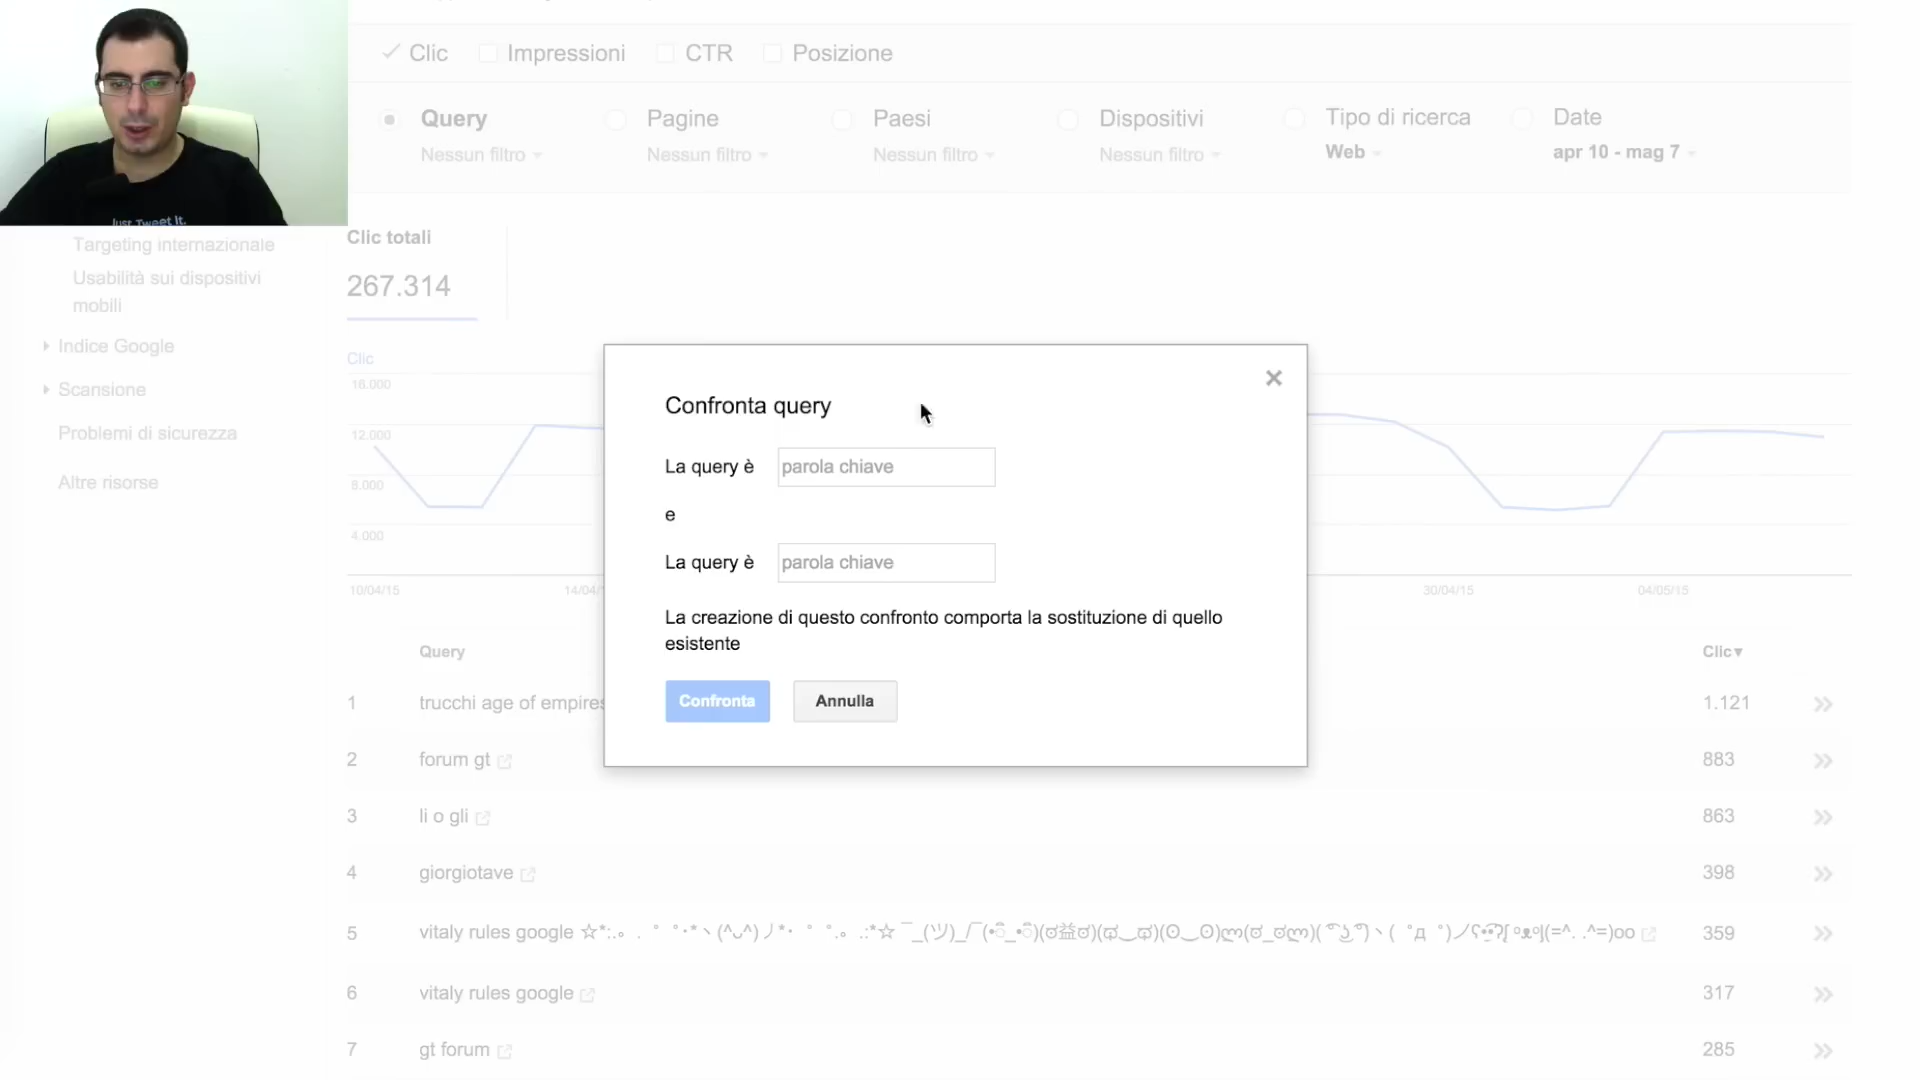 Clic Impressioni CTR Posizione
Query Pagine Paesi Dispositivi Tipo di ricerca Date
Nessun filtro Nessun filtro Nessun filtro Nessun filtro Web apr 10 - mag 7
Just Tweet It.
Targeting internazionale
Usabilità sui dispositivi
mobili
Indice Google
Scansione
Problemi di sicurezza
Altre risorse
Clic totali
267.314
Clic
16.000
12.000
8.000
4.000
10/04/15 14/04/ 30/04/15 04/05/15
Confronta query
La query è parola chiave
e
La query è parola chiave
La creazione di questo confronto comporta la sostituzione di quello
esistente
Confronta Annulla
Query Clic▼
1 trucchi age of empires 1.121
2 forum gt 883
3 li o gli 863
4 giorgiotave 398
5 vitaly rules google 359
6 vitaly rules google 317
7 gt forum 285